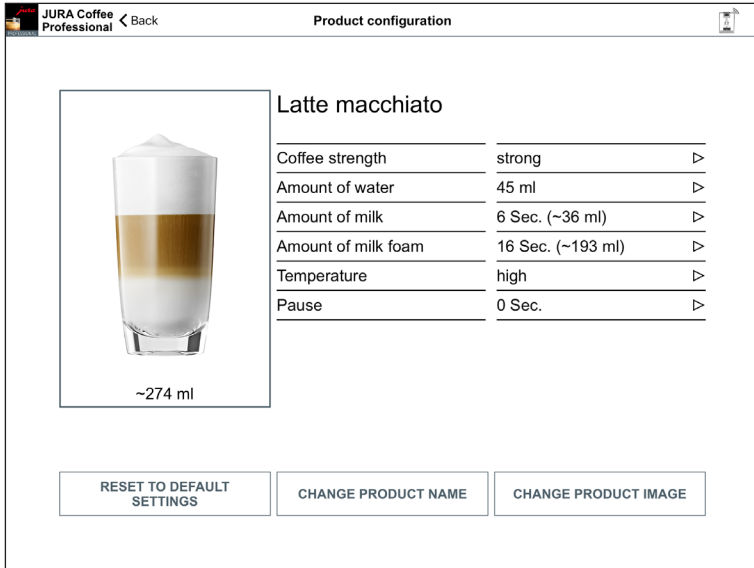 jura
JURA Coffee
Professional
Back
Product configuration
PROFESSIONAL
Latte macchiato
Coffee strength strong
Amount of water 45 ml
Amount of milk 6 Sec. (~36 ml)
Amount of milk foam 16 Sec. (~193 ml)
Temperature high
Pause 0 Sec.
~274 ml
RESET TO DEFAULT
SETTINGS
CHANGE PRODUCT NAME
CHANGE PRODUCT IMAGE